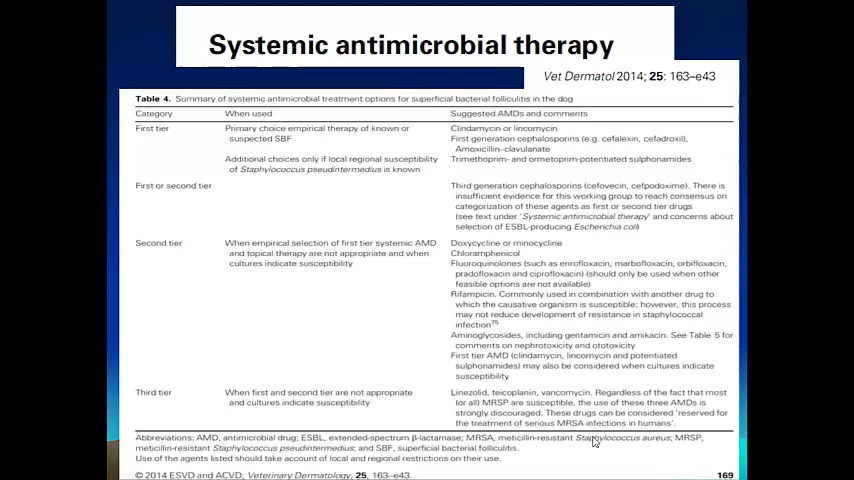 Systemic antimicrobial therapy
Vet Dermatol 2014; 25: 163–e43
Table 4. Summary of systemic antimicrobial treatment options for superficial bacterial folliculitis in the dog
Category When used Suggested AMDs and comments
First tier Primary choice empirical therapy of known or Clindamycin or lincomycin
suspected SBF First generation cephalosporins (e.g. cefalexin, cefadroxil),
Amoxicillin–clavulanate
Additional choices only if local regional susceptibility Trimethoprim- and ormetoprim-potentiated sulphonamides
of Staphylococcus pseudintermedius is known
First or second tier Third generation cephalosporins (cefovecin, cefpodoxime). There is
insufficient evidence for this working group to reach consensus on
categorization of these agents as first or second tier drugs
(see text under 'Systemic antimicrobial therapy' and concerns about
selection of ESBL-producing Escherichia coli)
Second tier When empirical selection of first tier systemic AMD Doxycycline or minocycline
and topical therapy are not appropriate and when Chloramphenicol
cultures indicate susceptibility Fluoroquinolones (such as enrofloxacin, marbofloxacin, orbifloxacin,
pradofloxacin and ciprofloxacin) (should only be used when other
feasible options are not available)
Rifampicin. Commonly used in combination with another drug to
which the causative organism is susceptible; however, this process
may not reduce development of resistance in staphylococcal
infection75
Aminoglycosides, including gentamicin and amikacin. See Table 5 for
comments on nephrotoxicity and ototoxicity
First tier AMD (clindamycin, lincomycin and potentiated
sulphonamides) may also be considered when cultures indicate
susceptibility
Third tier When first and second tier are not appropriate Linezolid, teicoplanin, vancomycin. Regardless of the fact that most
and cultures indicate susceptibility (or all) MRSP are susceptible, the use of these three AMDs is
strongly discouraged. These drugs can be considered 'reserved for
the treatment of serious MRSA infections in humans'.
Abbreviations: AMD, antimicrobial drug; ESBL, extended-spectrum β-lactamase; MRSA, meticillin-resistant Staphylococcus aureus; MRSP,
meticillin-resistant Staphylococcus pseudintermedius; and SBF, superficial bacterial folliculitis.
Use of the agents listed should take account of local and regional restrictions on their use.
© 2014 ESVD and ACVD, Veterinary Dermatology, 25, 163–e43. 169